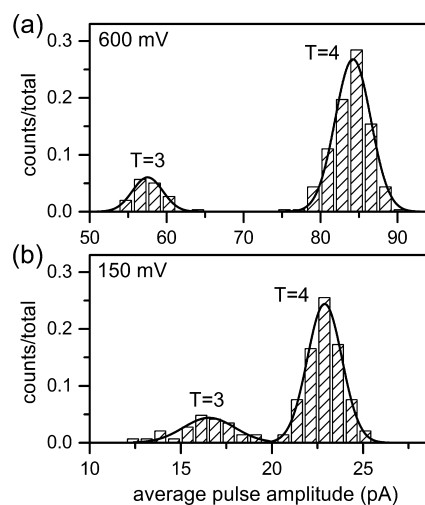 (a)
600 mV
T=4
T=3
counts/total
0.3
0.2
0.1
0.0
50 60 70 80 90
(b)
150 mV
T=4
T=3
counts/total
0.3
0.2
0.1
0.0
10 15 20 25
average pulse amplitude (pA)